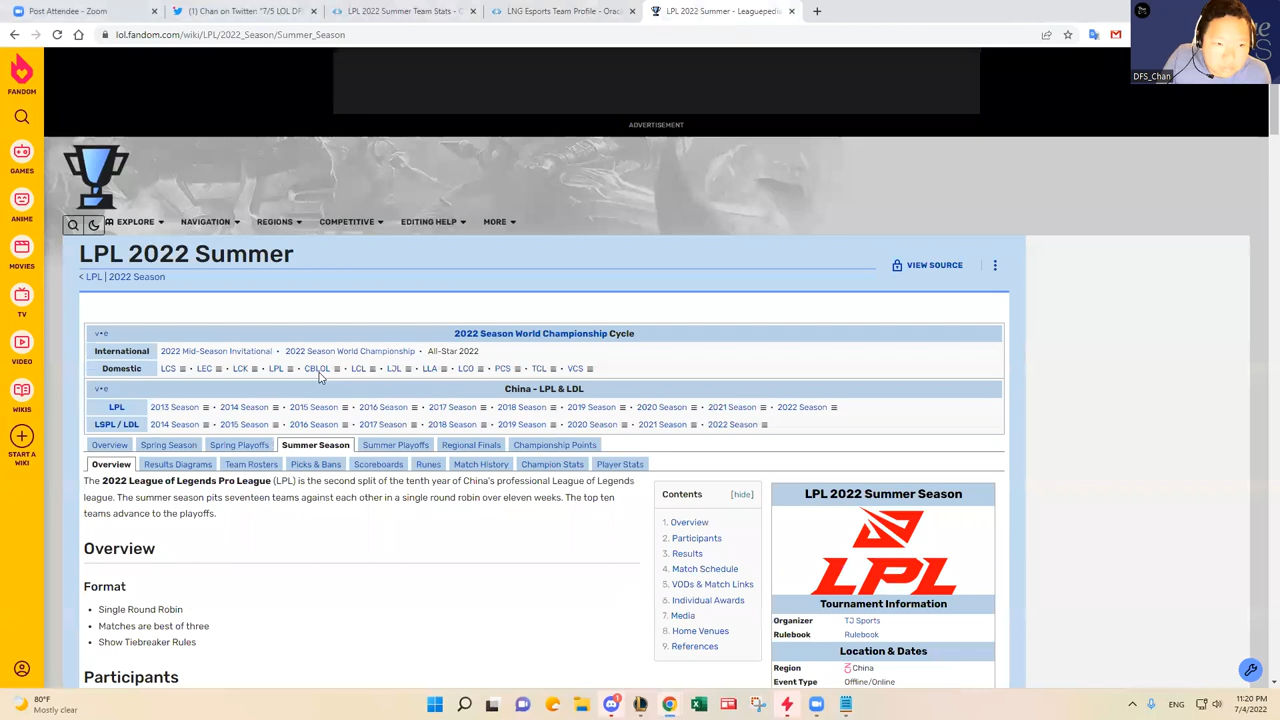 Zoom Post Attendee
(1) Chan on Twitter: "7/5 LOL DF
LPL 2022 Summer Team Stats - O
LNG Esports Team Profile - Oracl
LPL 2022 Summer - Leaguepedia
lol.fandom.com/wiki/LPL/2022_Season/Summer_Season
DFS_Chan
FANDOM
GAMES
ANIME
MOVIES
TV
VIDEO
WIKIS
START A
WIKI
ADVERTISEMENT
EXPLORE NAVIGATION REGIONS COMPETITIVE EDITING HELP MORE
LPL 2022 Summer
< LPL | 2022 Season
VIEW SOURCE
v•e 2022 Season World Championship Cycle
International 2022 Mid-Season Invitational • 2022 Season World Championship • All-Star 2022
Domestic LCS • LEC • LCK • LPL • CBLOL • LCL • LJL • LLA • LCO • PCS • TCL • VCS
v•e China - LPL & LDL
LPL 2013 Season • 2014 Season • 2015 Season • 2016 Season • 2017 Season • 2018 Season • 2019 Season • 2020 Season • 2021 Season • 2022 Season
LSPL / LDL 2014 Season • 2015 Season • 2016 Season • 2017 Season • 2018 Season • 2019 Season • 2020 Season • 2021 Season • 2022 Season
Overview Spring Season Spring Playoffs Summer Season Summer Playoffs Regional Finals Championship Points
Overview Results Diagrams Team Rosters Picks & Bans Scoreboards Runes Match History Champion Stats Player Stats
The 2022 League of Legends Pro League (LPL) is the second split of the tenth year of China's professional League of Legends
league. The summer season pits seventeen teams against each other in a single round robin over eleven weeks. The top ten
teams advance to the playoffs.
Overview
Format
• Single Round Robin
• Matches are best of three
• Show Tiebreaker Rules
Participants
Contents [hide]
1. Overview
2. Participants
3. Results
4. Match Schedule
5. VODs & Match Links
6. Individual Awards
7. Media
8. Home Venues
9. References
LPL 2022 Summer Season
LPL
Tournament Information
Organizer TJ Sports
Rulebook Rulebook
Location & Dates
Region China
Event Type Offline/Online
80°F
Mostly clear
1
ENG
11:20 PM
7/4/2022